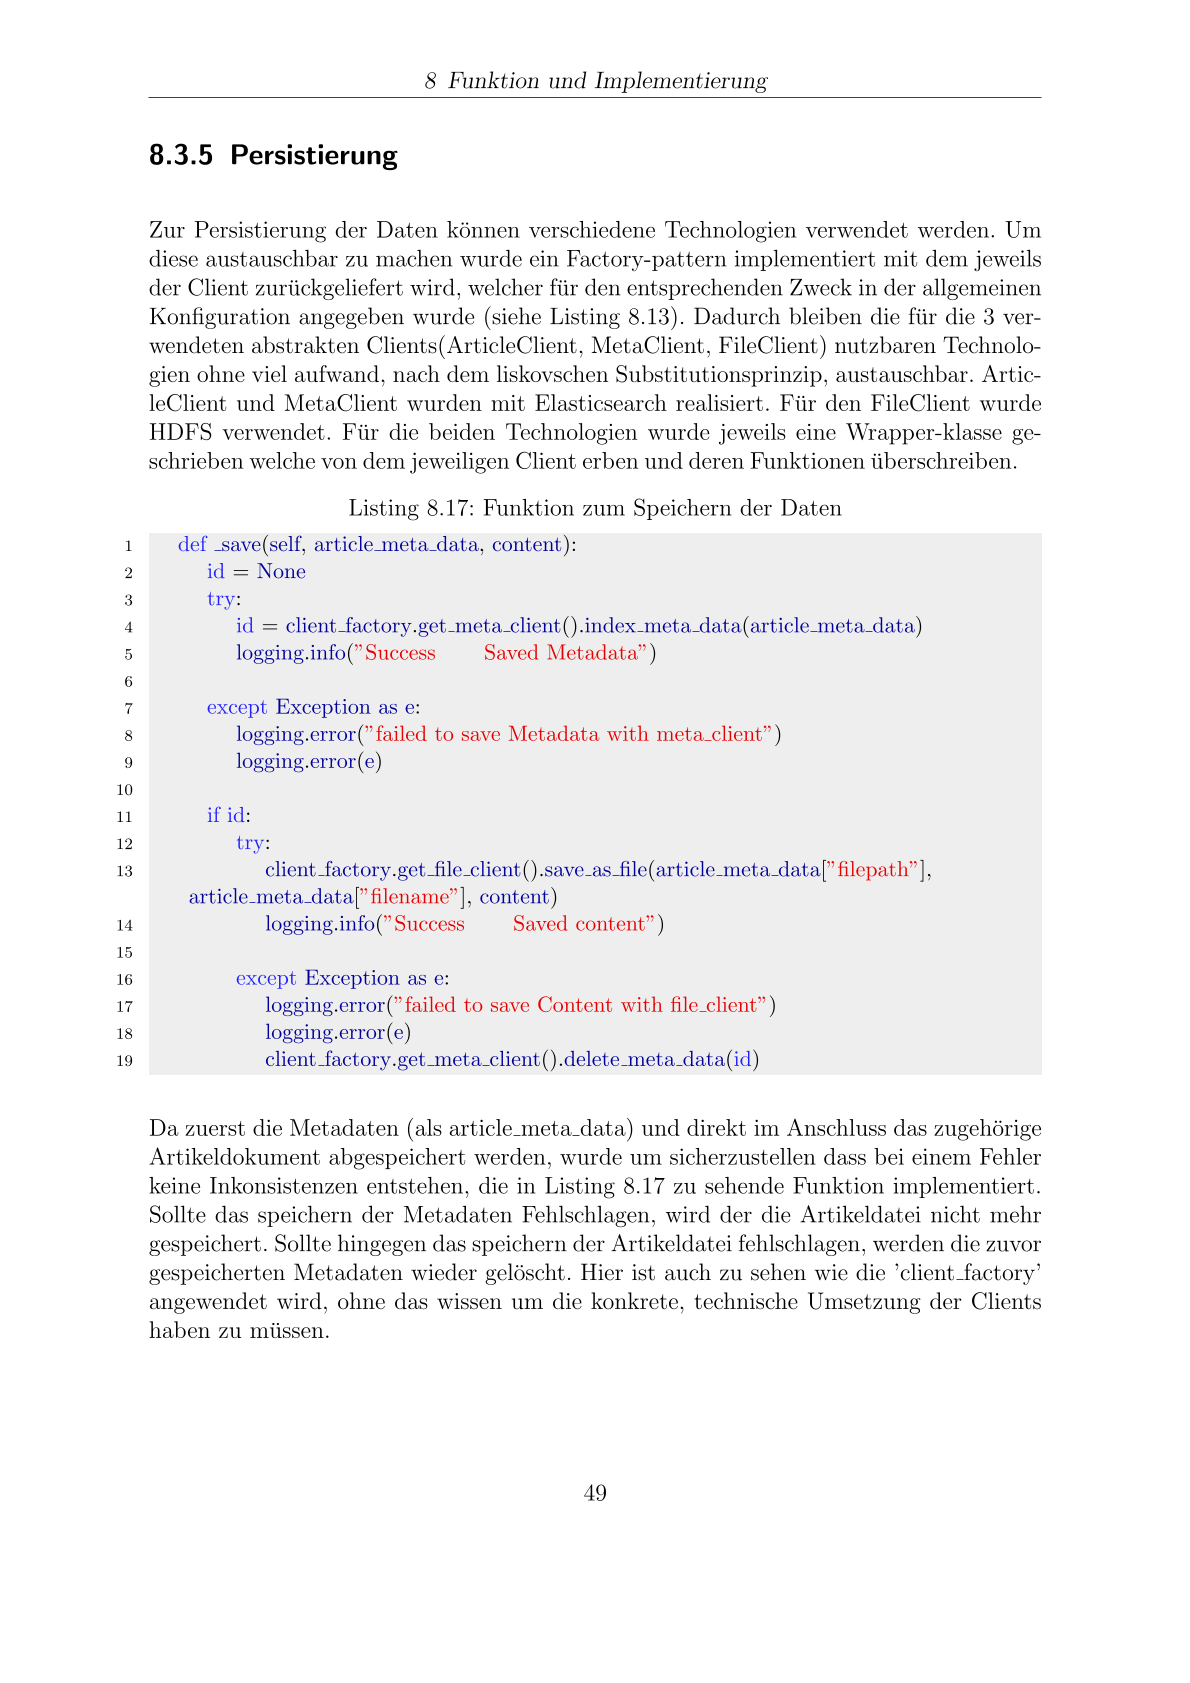 8 Funktion und Implementierung
8.3.5 Persistierung
Zur Persistierung der Daten können verschiedene Technologien verwendet werden. Um
diese austauschbar zu machen wurde ein Factory-pattern implementiert mit dem jeweils
der Client zurückgeliefert wird, welcher für den entsprechenden Zweck in der allgemeinen
Konfiguration angegeben wurde (siehe Listing 8.13). Dadurch bleiben die für die 3 ver-
wendeten abstrakten Clients(ArticleClient, MetaClient, FileClient) nutzbaren Technolo-
gien ohne viel aufwand, nach dem liskovschen Substitutionsprinzip, austauschbar. Artic-
leClient und MetaClient wurden mit Elasticsearch realisiert. Für den FileClient wurde
HDFS verwendet. Für die beiden Technologien wurde jeweils eine Wrapper-klasse ge-
schrieben welche von dem jeweiligen Client erben und deren Funktionen überschreiben.
Listing 8.17: Funktion zum Speichern der Daten
1 def _save(self, article_meta_data, content):
2 id = None
3 try:
4 id = client_factory.get_meta_client().index_meta_data(article_meta_data)
5 logging.info("Success Saved Metadata")
6
7 except Exception as e:
8 logging.error("failed to save Metadata with meta_client")
9 logging.error(e)
10
11 if id:
12 try:
13 client_factory.get_file_client().save_as_file(article_meta_data["filepath"],
article_meta_data["filename"], content)
14 logging.info("Success Saved content")
15
16 except Exception as e:
17 logging.error("failed to save Content with file_client")
18 logging.error(e)
19 client_factory.get_meta_client().delete_meta_data(id)
Da zuerst die Metadaten (als article_meta_data) und direkt im Anschluss das zugehörige
Artikeldokument abgespeichert werden, wurde um sicherzustellen dass bei einem Fehler
keine Inkonsistenzen entstehen, die in Listing 8.17 zu sehende Funktion implementiert.
Sollte das speichern der Metadaten Fehlschlagen, wird der die Artikeldatei nicht mehr
gespeichert. Sollte hingegen das speichern der Artikeldatei fehlschlagen, werden die zuvor
gespeicherten Metadaten wieder gelöscht. Hier ist auch zu sehen wie die 'client_factory'
angewendet wird, ohne das wissen um die konkrete, technische Umsetzung der Clients
haben zu müssen.
49